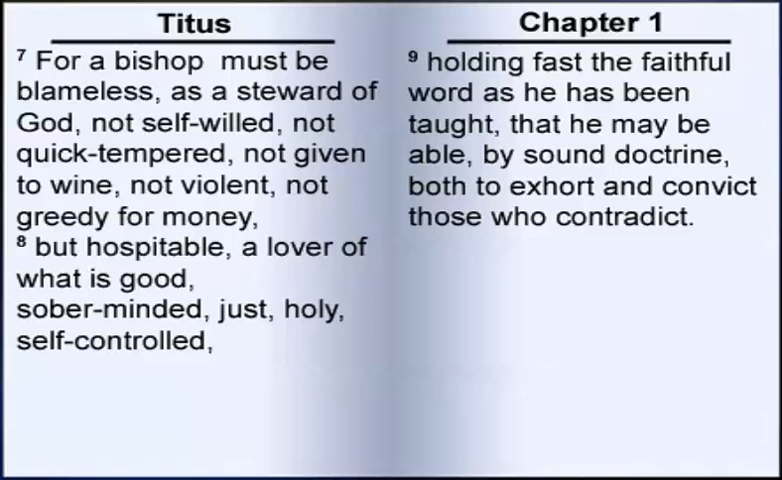 Titus
⁷ For a bishop must be
blameless, as a steward of
God, not self-willed, not
quick-tempered, not given
to wine, not violent, not
greedy for money,
⁸ but hospitable, a lover of
what is good,
sober-minded, just, holy,
self-controlled,
Chapter 1
⁹ holding fast the faithful
word as he has been
taught, that he may be
able, by sound doctrine,
both to exhort and convict
those who contradict.